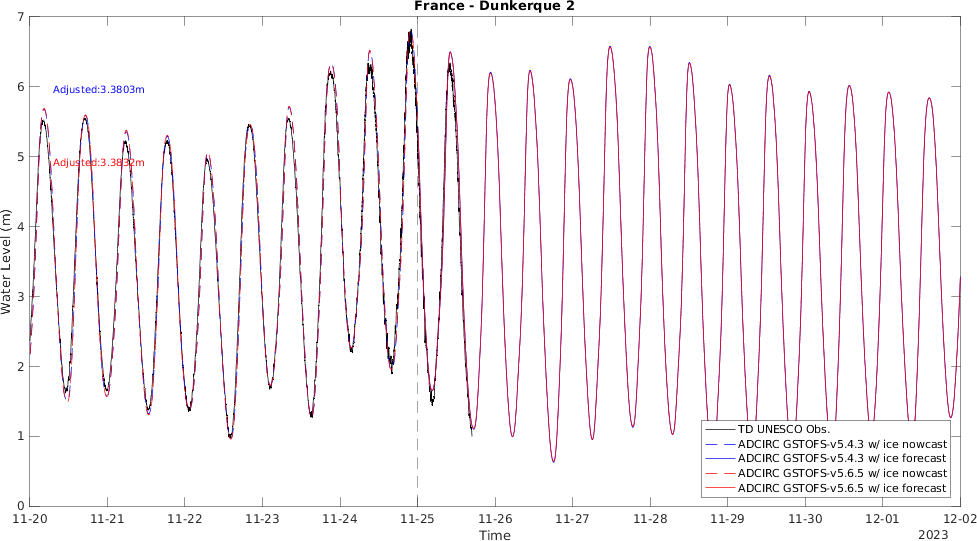 France - Dunkerque 2
7
6
5
4
3
2
1
0
Water Level (m)
Adjusted:3.3803m
Adjusted:3.3832m
TD UNESCO Obs.
ADCIRC GSTOFS-v5.4.3 w/ ice nowcast
ADCIRC GSTOFS-v5.4.3 w/ ice forecast
ADCIRC GSTOFS-v5.6.5 w/ ice nowcast
ADCIRC GSTOFS-v5.6.5 w/ ice forecast
11-20 11-21 11-22 11-23 11-24 11-25 11-26 11-27 11-28 11-29 11-30 12-01 12-02
Time
2023